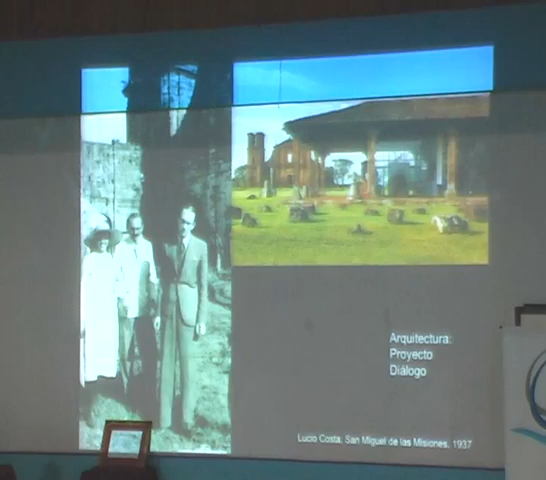 Arquitectura:
Proyecto
Diálogo
Lucio Costa, San Miguel de las Misiones, 1937